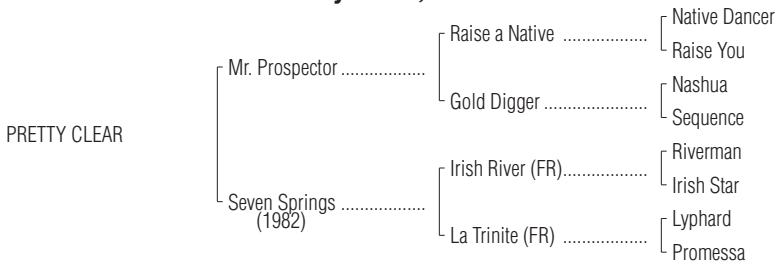 Native Dancer
Raise a Native ..................
Raise You
Mr. Prospector ..................
Nashua
Gold Digger ......................
Sequence
PRETTY CLEAR
Riverman
Irish River (FR)..................
Irish Star
Seven Springs ..................
(1982)
Lyphard
La Trinite (FR) ..................
Promessa